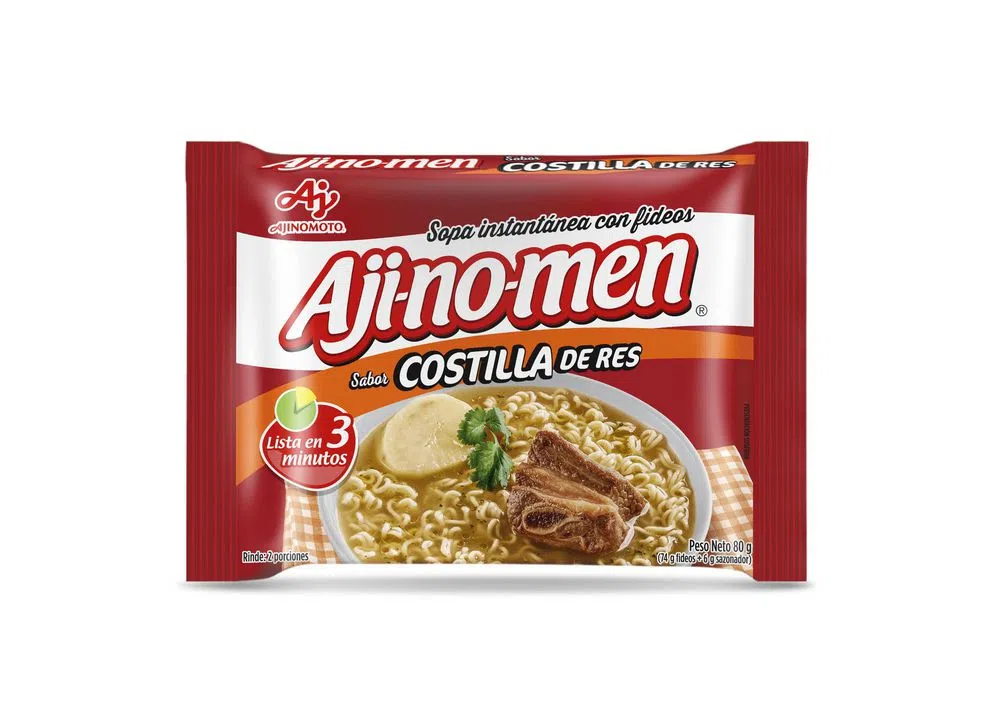 Aji-no-men Sabor COSTILLA DE RES
Aj
AJINOMOTO.
Sopa instantánea con fideos
Aji-no-men®
Sabor COSTILLA DE RES
Lista en 3
minutos
Rinde: 2 porciones
Peso Neto 80 g
(74 g fideos + 6 g sazonador)